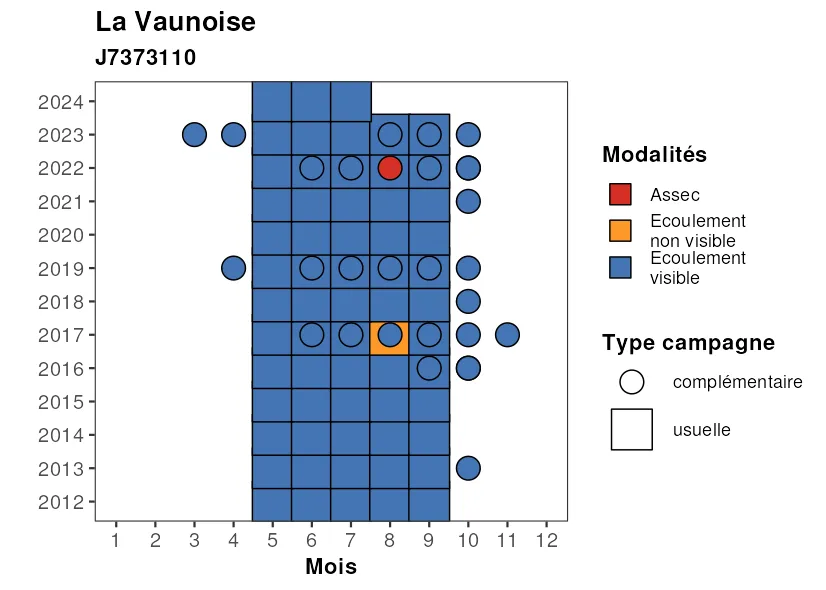 La Vaunoise
J7373110
2024
2023
2022
2021
2020
2019
2018
2017
2016
2015
2014
2013
2012
1 2 3 4 5 6 7 8 9 10 11 12
Mois
Modalités
Assec
Ecoulement
non visible
Ecoulement
visible
Type campagne
complémentaire
usuelle